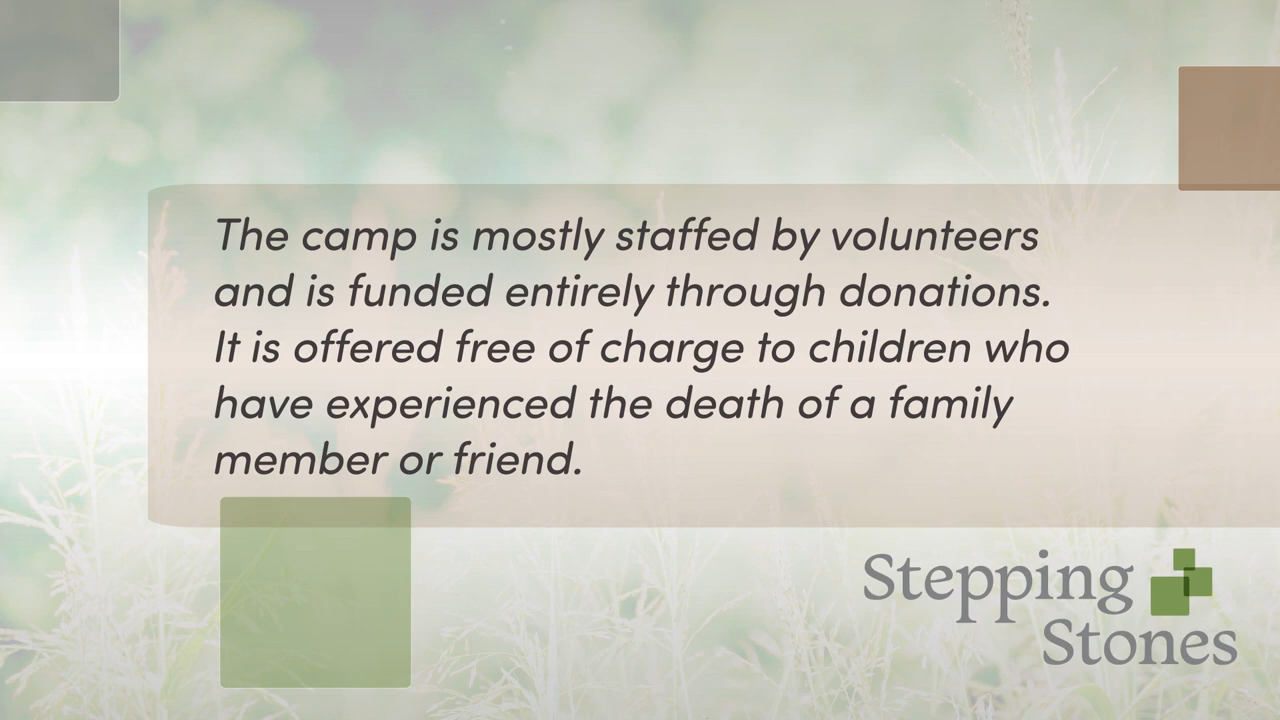 The camp is mostly staffed by volunteers
and is funded entirely through donations.
It is offered free of charge to children who
have experienced the death of a family
member or friend.
Stepping
Stones